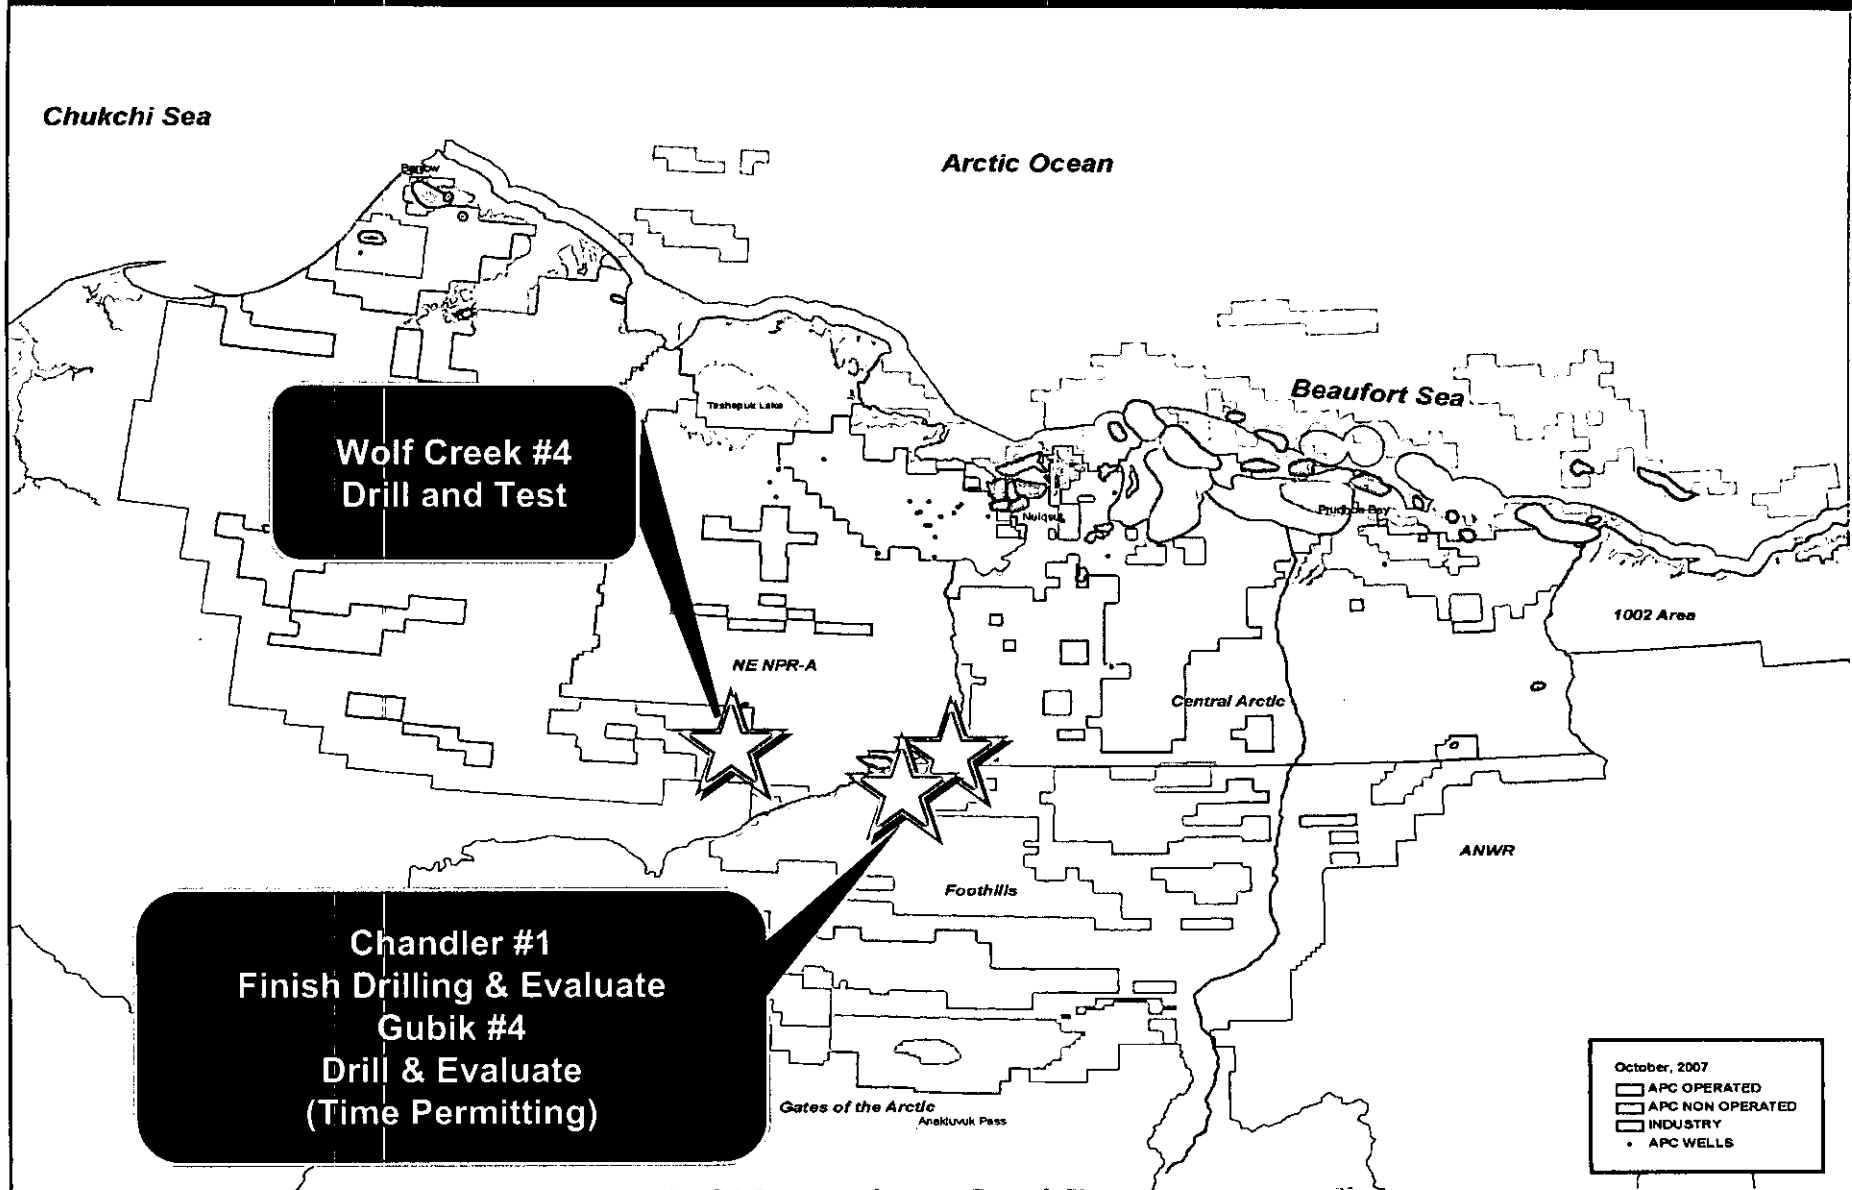 Chukchi Sea
Arctic Ocean
Barrow
Beaufort Sea
Teshepuk Lake
Wolf Creek #4
Drill and Test
Nuiqsut
Prudhoe Bay
1002 Area
NE NPR-A
Central Arctic
ANWR
Foothills
Chandler #1
Finish Drilling & Evaluate
Gubik #4
Drill & Evaluate
(Time Permitting)
Gates of the Arctic
Anaktuvuk Pass
October, 2007
APC OPERATED
APC NON OPERATED
INDUSTRY
APC WELLS